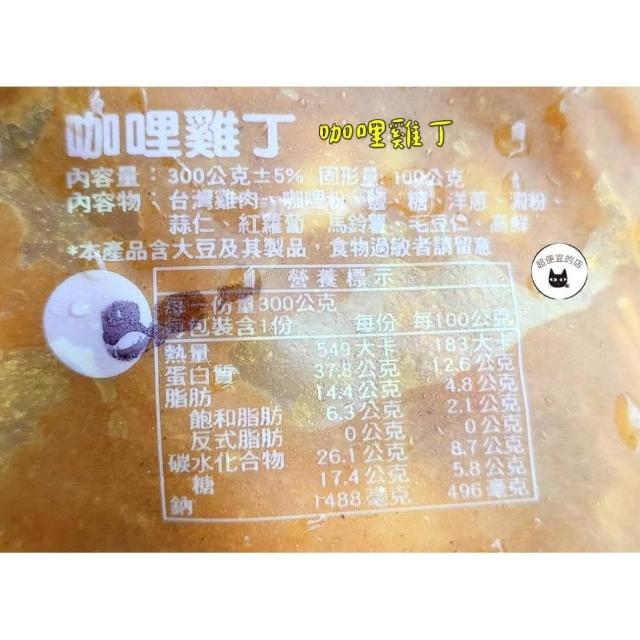 咖哩雞丁 咖哩雞丁
內容量：300公克±5% 固形量：100公克
內容物、台灣雞肉、咖哩粉、鹽、糖、洋蔥、澱粉
蒜仁、紅蘿蔔、馬鈴薯、毛豆仁、高鮮
*本產品含大豆及其製品，食物過敏者請留意
超便宜的店
營養標示
每一份量300公克
每包裝含1份 每份 每100公克
熱量 549大卡 183大卡
蛋白質 37.8公克 12.6公克
脂肪 14.4公克 4.8公克
飽和脂肪 6.3公克 2.1公克
反式脂肪 0公克 0公克
碳水化合物 26.1公克 8.7公克
糖 17.4公克 5.8公克
鈉 1488毫克 496毫克